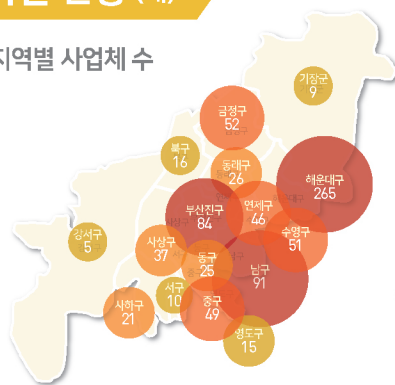 지역별 사업체 수
기장군
9
금정구
52
북구
16
동래구
26
해운대구
265
부산진구
84
연제구
46
수영구
51
강서구
5
사상구
37
동구
25
남구
91
서구
10
중구
49
사하구
21
영도구
15